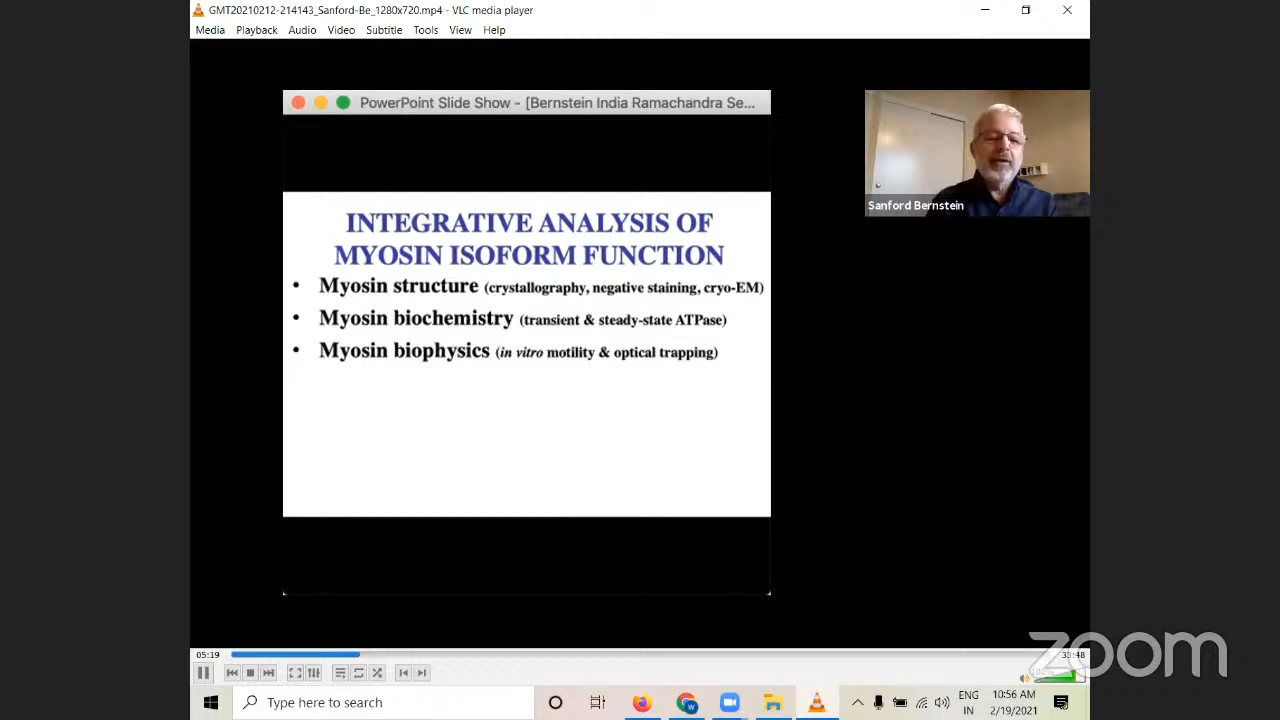 GMT20210212-214143_Sanford-Be_1280x720.mp4 - VLC media player
Media Playback Audio Video Subtitle Tools View Help
PowerPoint Slide Show - [Bernstein India Ramachandra Se...
INTEGRATIVE ANALYSIS OF
MYOSIN ISOFORM FUNCTION
• Myosin structure (crystallography, negative staining, cryo-EM)
• Myosin biochemistry (transient & steady-state ATPase)
• Myosin biophysics (in vitro motility & optical trapping)
Sanford Bernstein
05:19
33:48
100%
zoom
Type here to search
ENG
IN
10:56 AM
2/19/2021